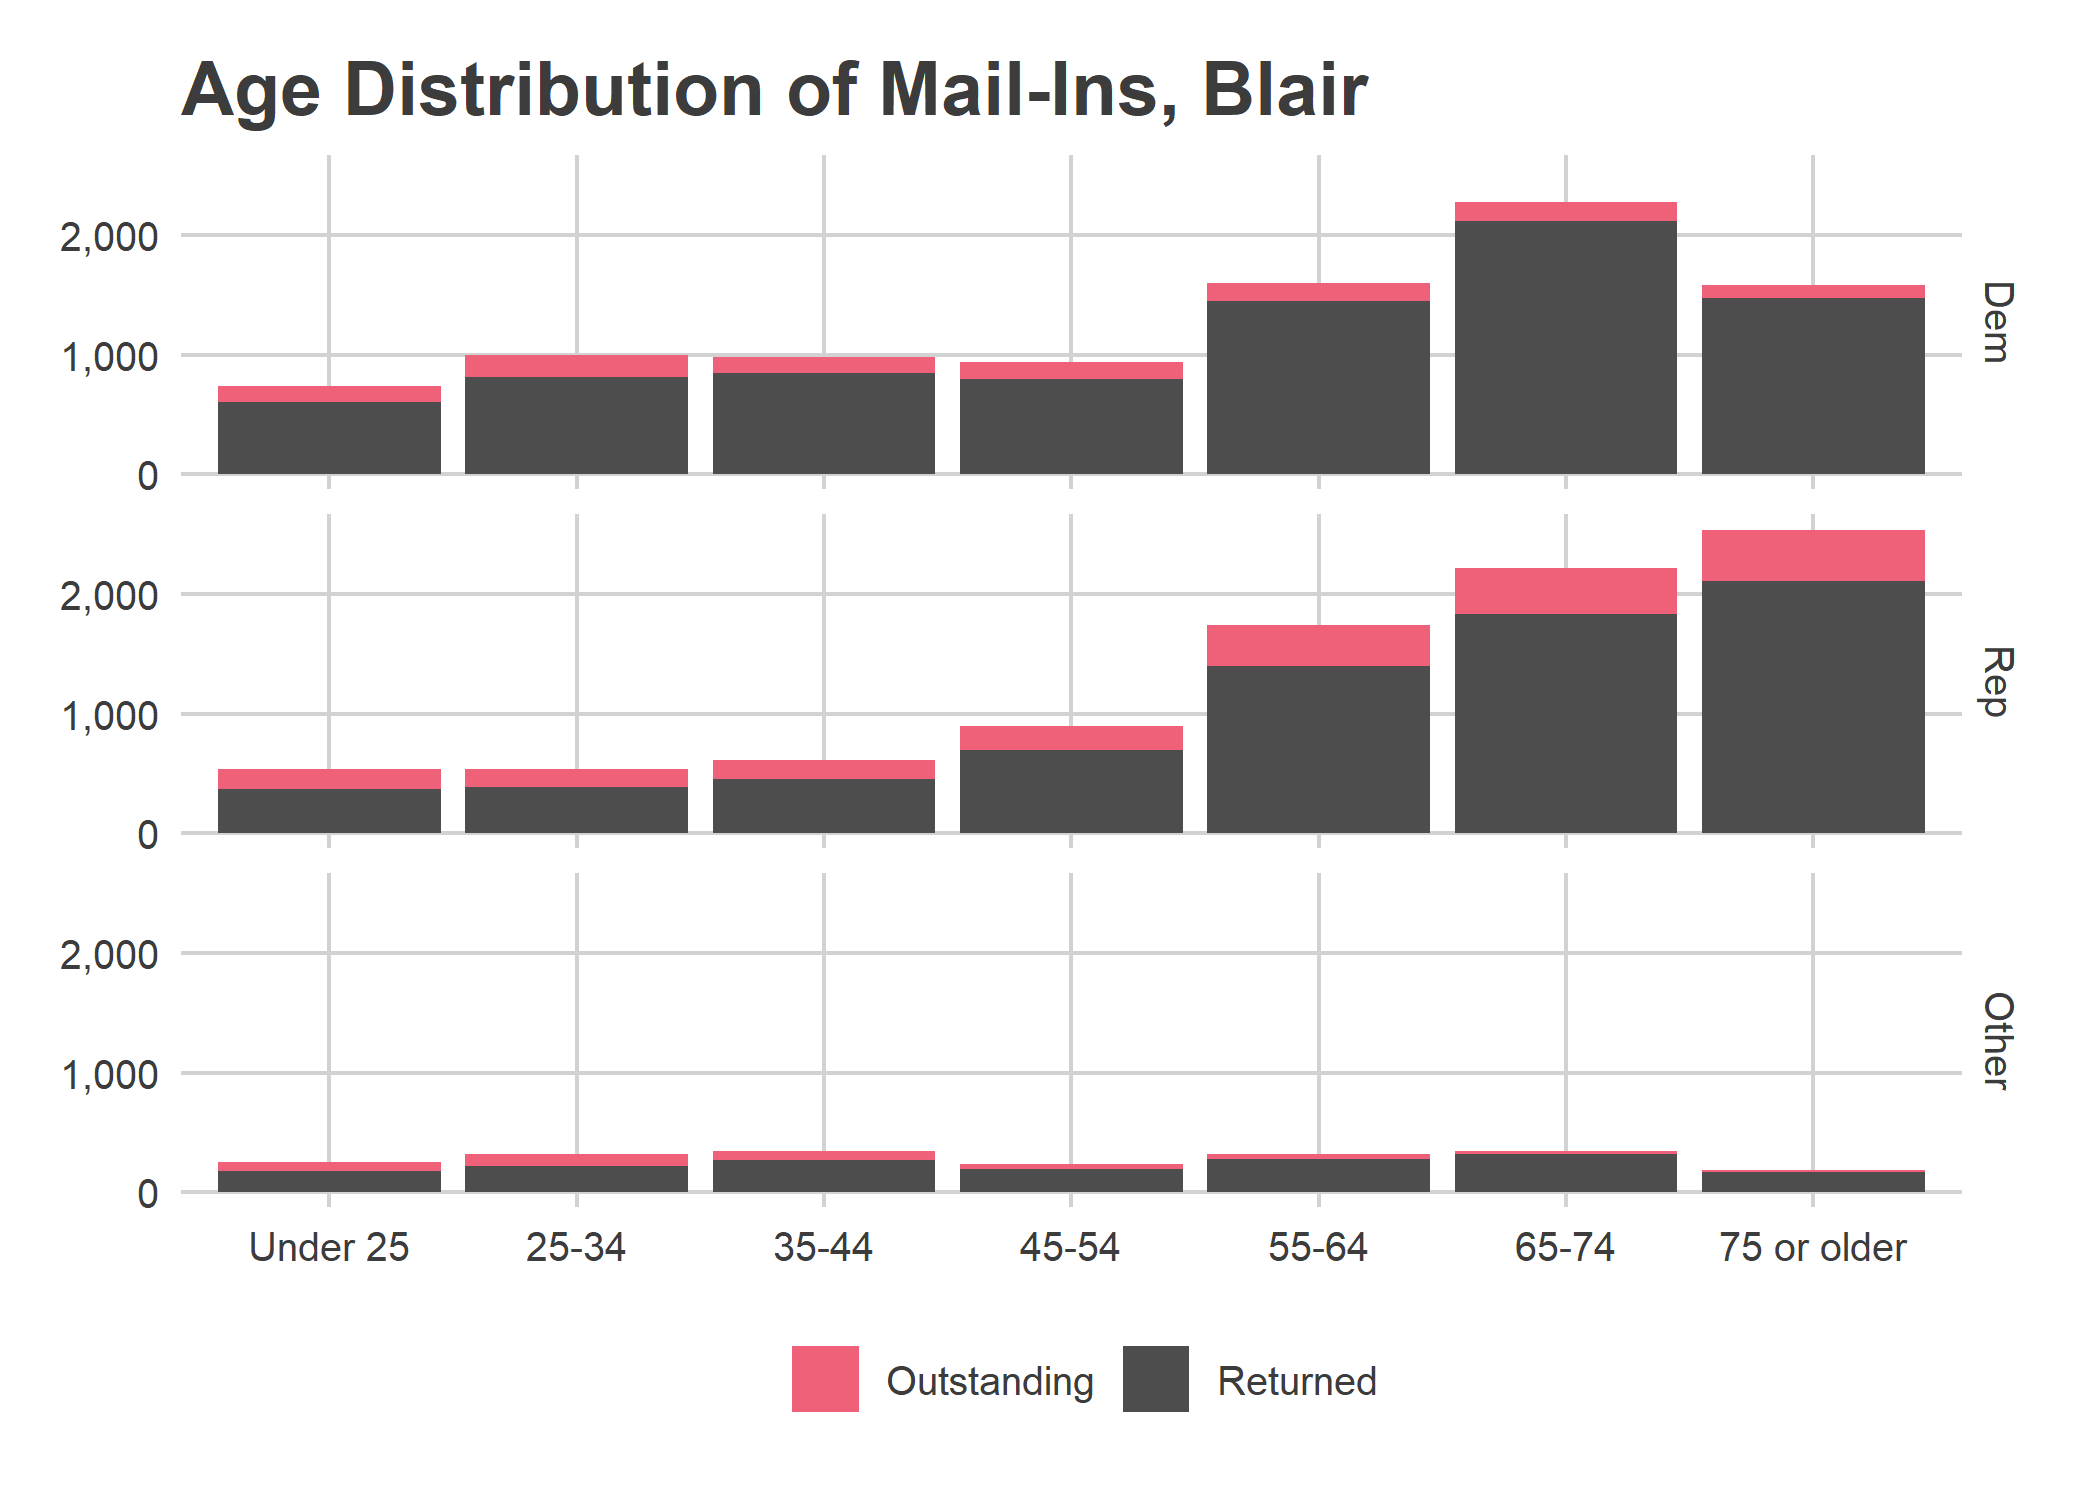 Age Distribution of Mail-Ins, Blair
2,000
1,000
0
Dem
2,000
1,000
0
Rep
2,000
1,000
0
Other
Under 25 25-34 35-44 45-54 55-64 65-74 75 or older
Outstanding Returned